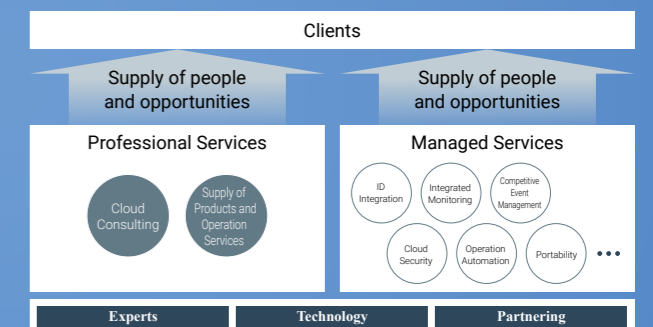 Clients
Supply of people
and opportunities
Supply of people
and opportunities
Professional Services
Managed Services
Cloud
Consulting
Supply of
Products and
Operation
Services
ID
Integration
Integrated
Monitoring
Competitive
Event
Management
Cloud
Security
Operation
Automation
Portability
•••
Experts
Technology
Partnering